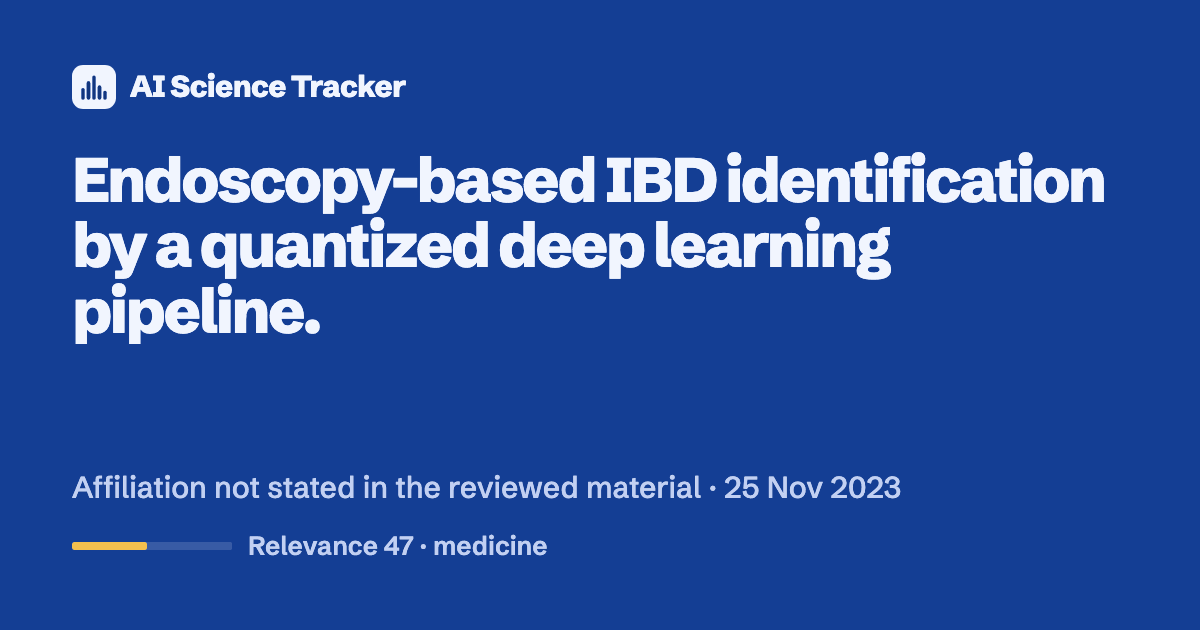 AI Science Tracker
Endoscopy-based IBD identification
by a quantized deep learning
pipeline.
Affiliation not stated in the reviewed material · 25 Nov 2023
Relevance 47 · medicine